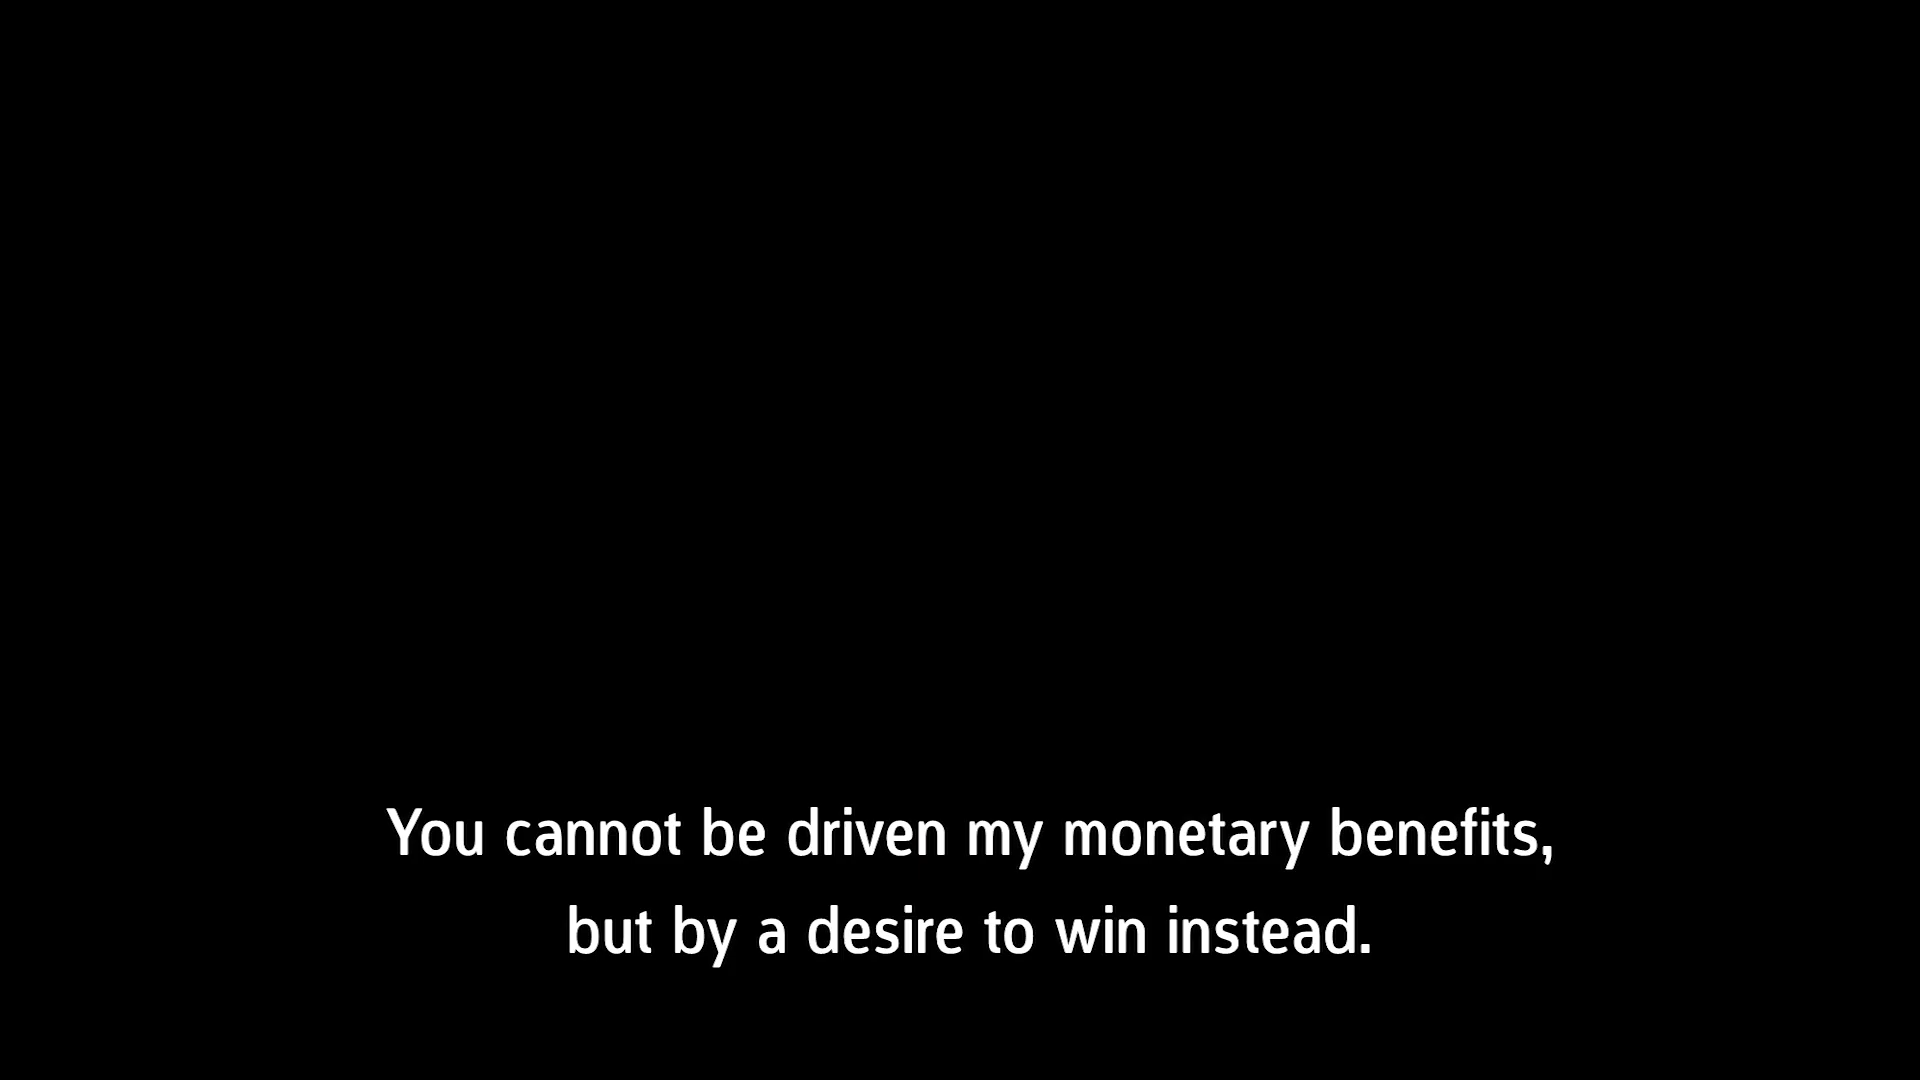 You cannot be driven my monetary benefits,
but by a desire to win instead.